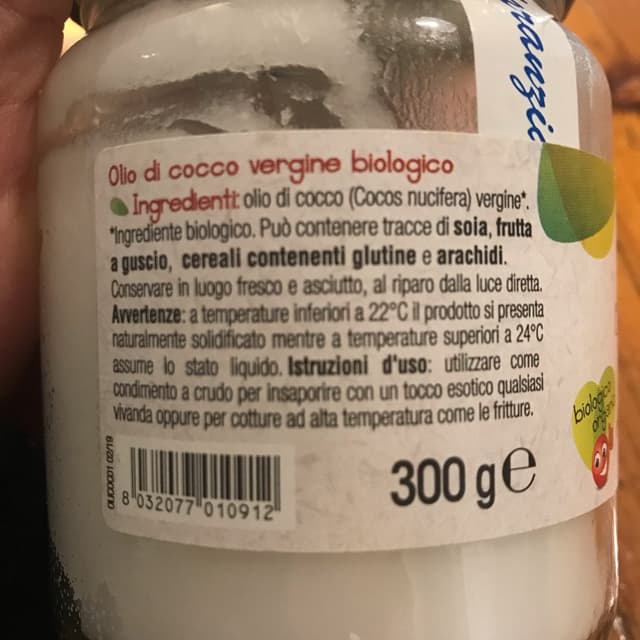 Olio di cocco vergine biologico
Ingredienti: olio di cocco (Cocos nucifera) vergine*.
*Ingrediente biologico. Può contenere tracce di soia, frutta
a guscio, cereali contenenti glutine e arachidi.
Conservare in luogo fresco e asciutto, al riparo dalla luce diretta.
Avvertenze: a temperature inferiori a 22°C il prodotto si presenta
naturalmente solidificato mentre a temperature superiori a 24°C
assume lo stato liquido. Istruzioni d'uso: utilizzare come
condimento a crudo per insaporire con un tocco esotico qualsiasi
vivanda oppure per cotture ad alta temperatura come le fritture.
biologico
300 g e
8 032077 010912